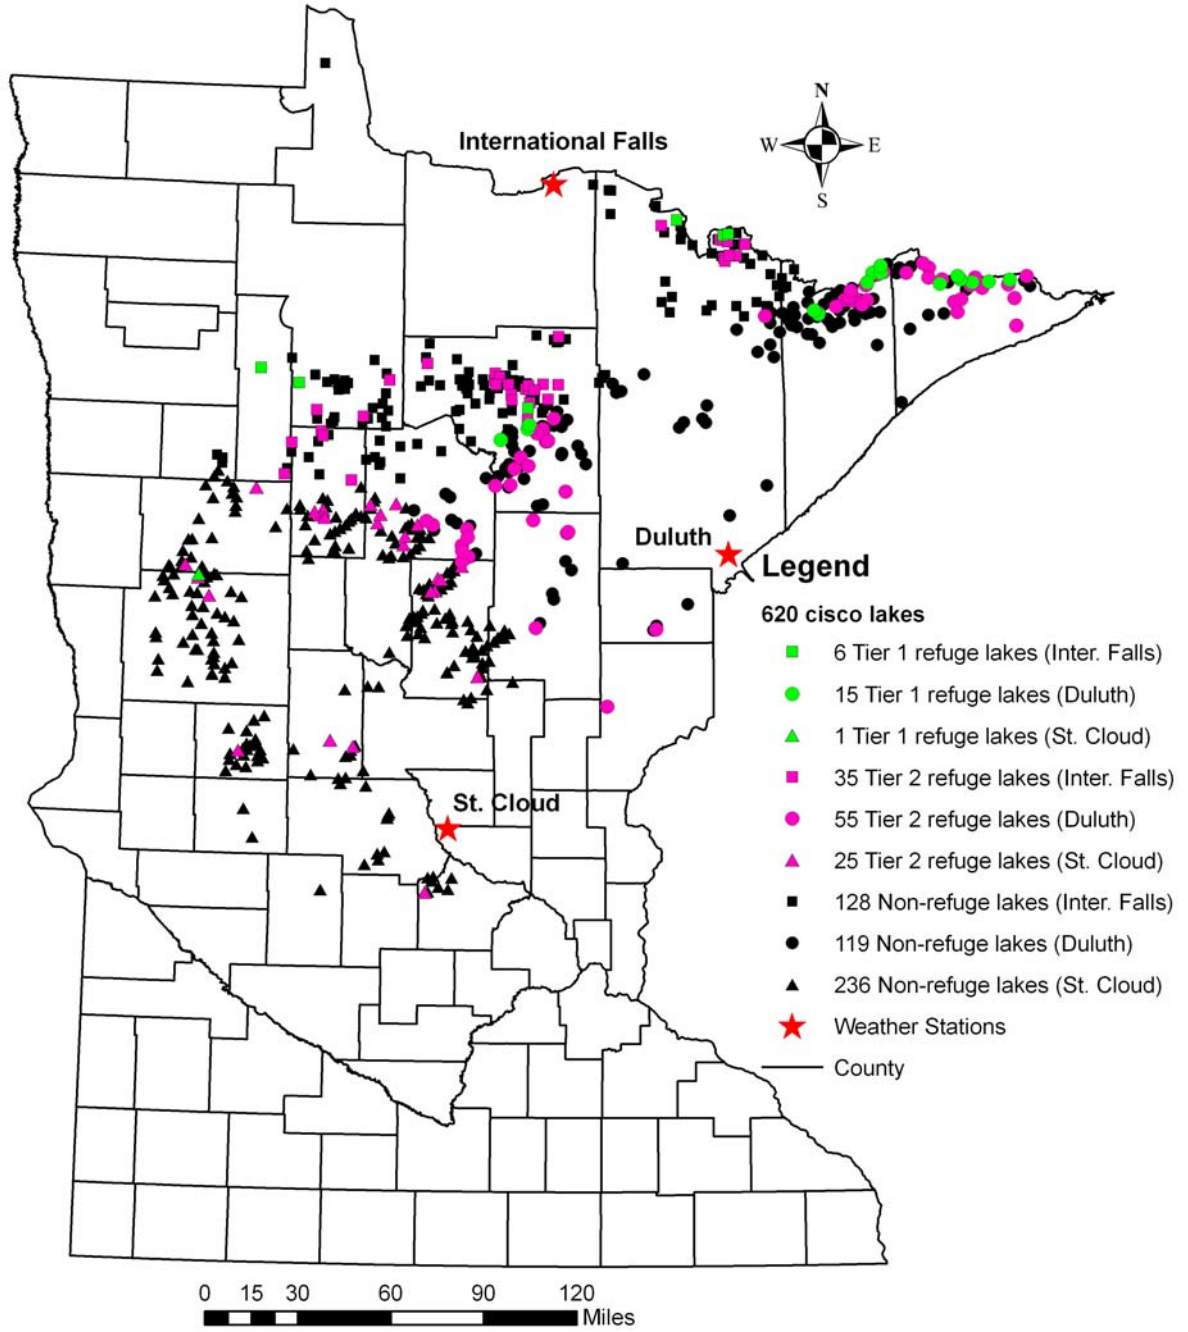 N
International Falls
W E
S
Duluth
Legend
620 cisco lakes
6 Tier 1 refuge lakes (Inter. Falls)
15 Tier 1 refuge lakes (Duluth)
1 Tier 1 refuge lakes (St. Cloud)
35 Tier 2 refuge lakes (Inter. Falls)
St. Cloud
55 Tier 2 refuge lakes (Duluth)
25 Tier 2 refuge lakes (St. Cloud)
128 Non-refuge lakes (Inter. Falls)
119 Non-refuge lakes (Duluth)
236 Non-refuge lakes (St. Cloud)
Weather Stations
County
0 15 30 60 90 120
Miles